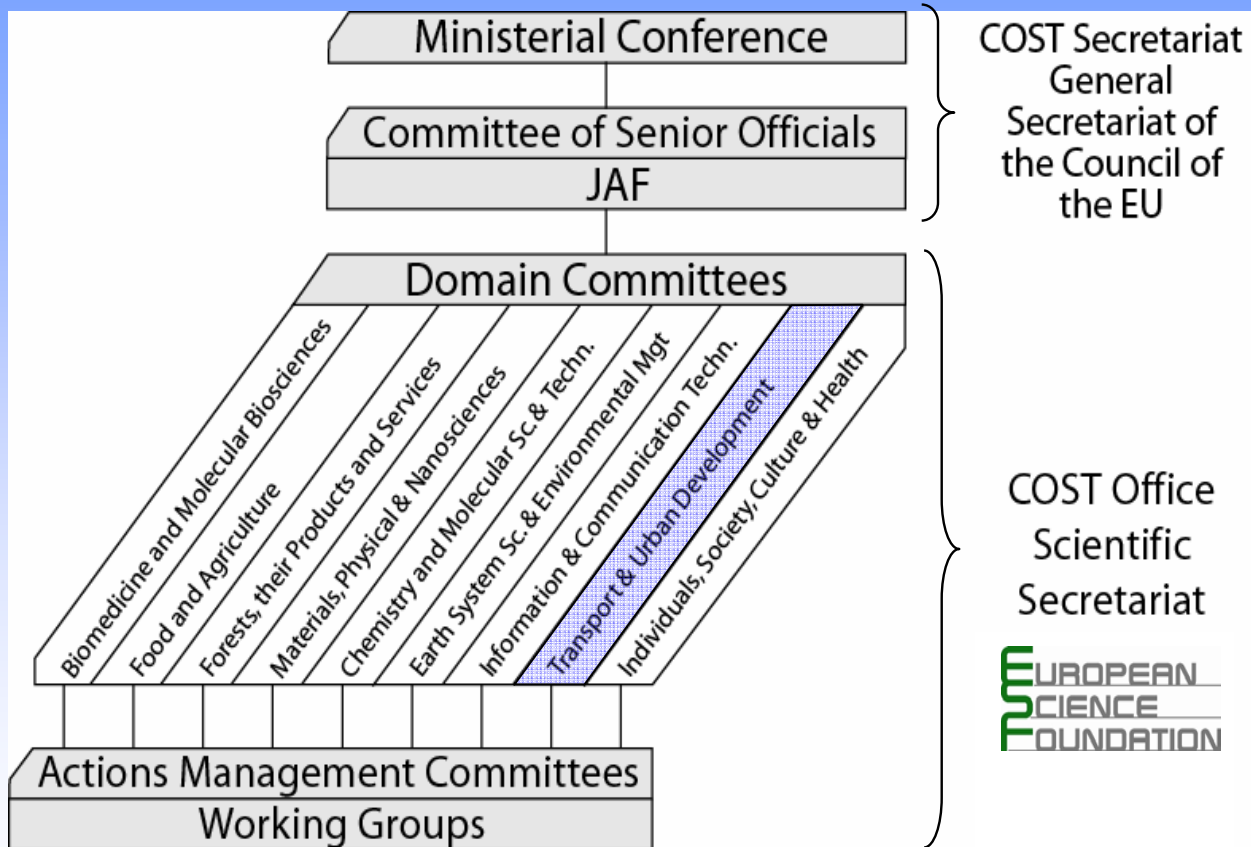 Ministerial Conference
Committee of Senior Officials
JAF
COST Secretariat
General
Secretariat of
the Council of
the EU
Domain Committees
Biomedicine and Molecular Biosciences
Food and Agriculture
Forests, their Products and Services
Materials, Physical & Nanosciences
Chemistry and Molecular Sc.& Techn.
Earth System Sc. & Environmental Mgt
Information & Communication Techn.
Transport & Urban Development
Individuals, Society, Culture & Health
COST Office
Scientific
Secretariat
EUROPEAN
SCIENCE
FOUNDATION
Actions Management Committees
Working Groups